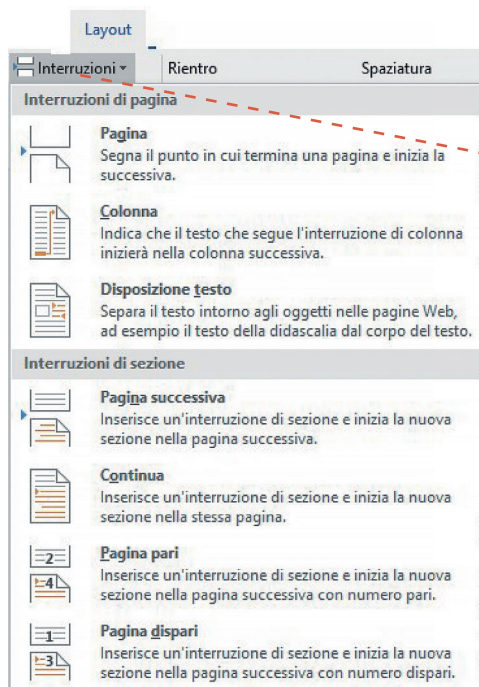 Layout
Interruzioni
Rientro
Spaziatura
Interruzioni di pagina
Pagina
Segna il punto in cui termina una pagina e inizia la
successiva.
Colonna
Indica che il testo che segue l'interruzione di colonna
inizierà nella colonna successiva.
Disposizione testo
Separa il testo intorno agli oggetti nelle pagine Web,
ad esempio il testo della didascalia dal corpo del testo.
Interruzioni di sezione
Pagina successiva
Inserisce un'interruzione di sezione e inizia la nuova
sezione nella pagina successiva.
Continua
Inserisce un'interruzione di sezione e inizia la nuova
sezione nella stessa pagina.
2
4
Pagina pari
Inserisce un'interruzione di sezione e inizia la nuova
sezione nella pagina successiva con numero pari.
1
3
Pagina dispari
Inserisce un'interruzione di sezione e inizia la nuova
sezione nella pagina successiva con numero dispari.